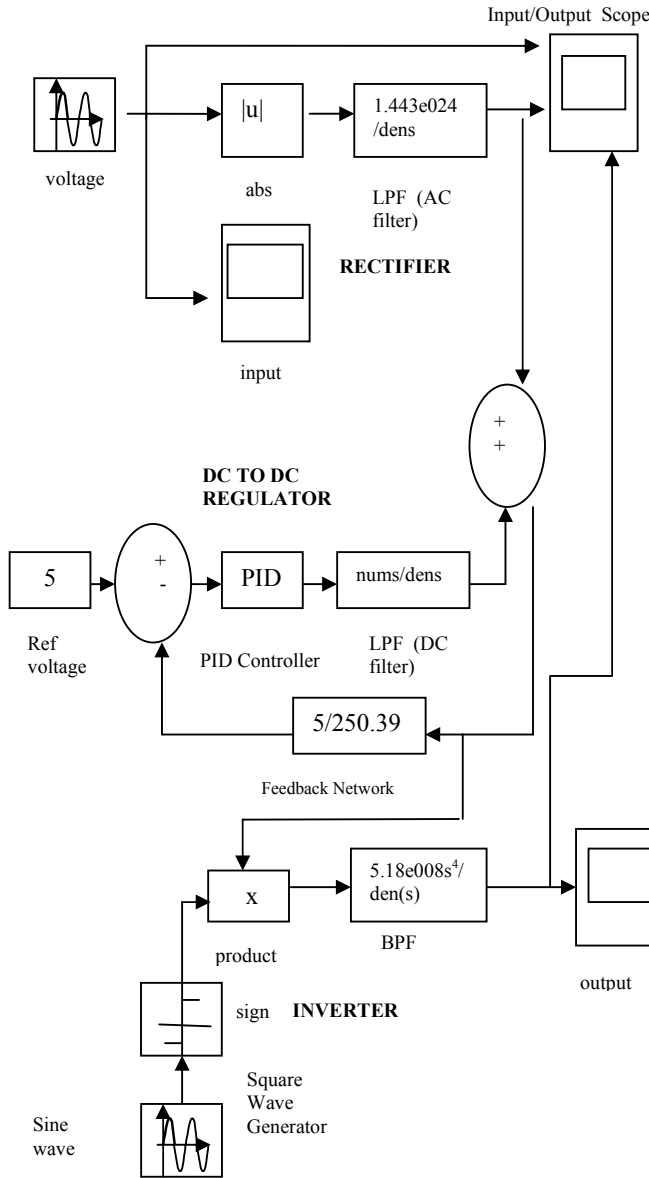 Input/Output Scope
|u|
1.443e024
/dens
voltage
abs
LPF (AC
filter)
RECTIFIER
input
+
+
DC TO DC
REGULATOR
5
+
-
PID
nums/dens
Ref
voltage
PID Controller
LPF (DC
filter)
5/250.39
Feedback Network
x
5.18e008s⁴/
den(s)
product
BPF
output
sign
INVERTER
Square
Wave
Generator
Sine
wave